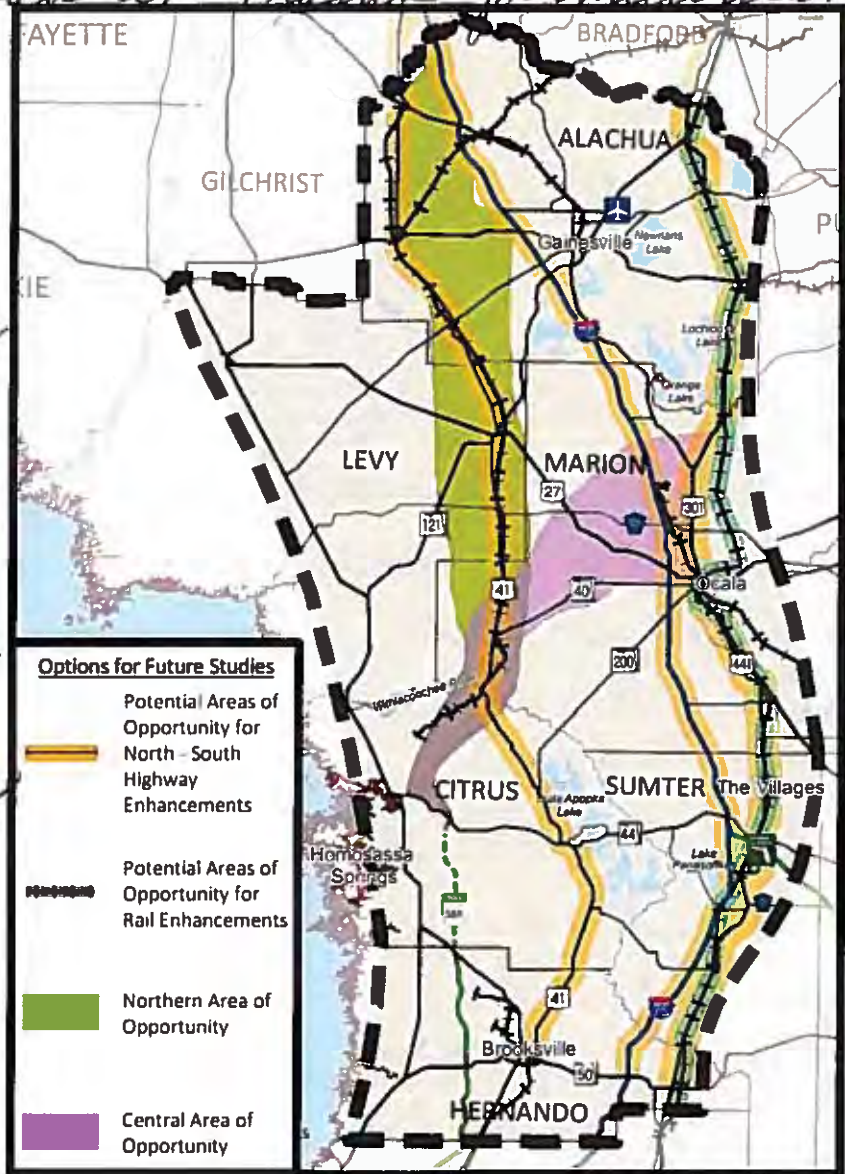 FAYETTE
BRADFORD
ALACHUA
GILCHRIST
PU
KIE
Gainesville
Newnans
Lake
Lochloosa
Lake
Orange
Lake
LEVY
MARION
27
301
121
Ocala
41
40
200
441
Options for Future Studies
Potential Areas of
Opportunity for
North - South
Highway
Enhancements
Potential Areas of
Opportunity for
Rail Enhancements
Northern Area of
Opportunity
Central Area of
Opportunity
CITRUS
SUMTER
The Villages
Lake
44
Homosassa
Springs
Lake
41
Brooksville
50
HERNANDO